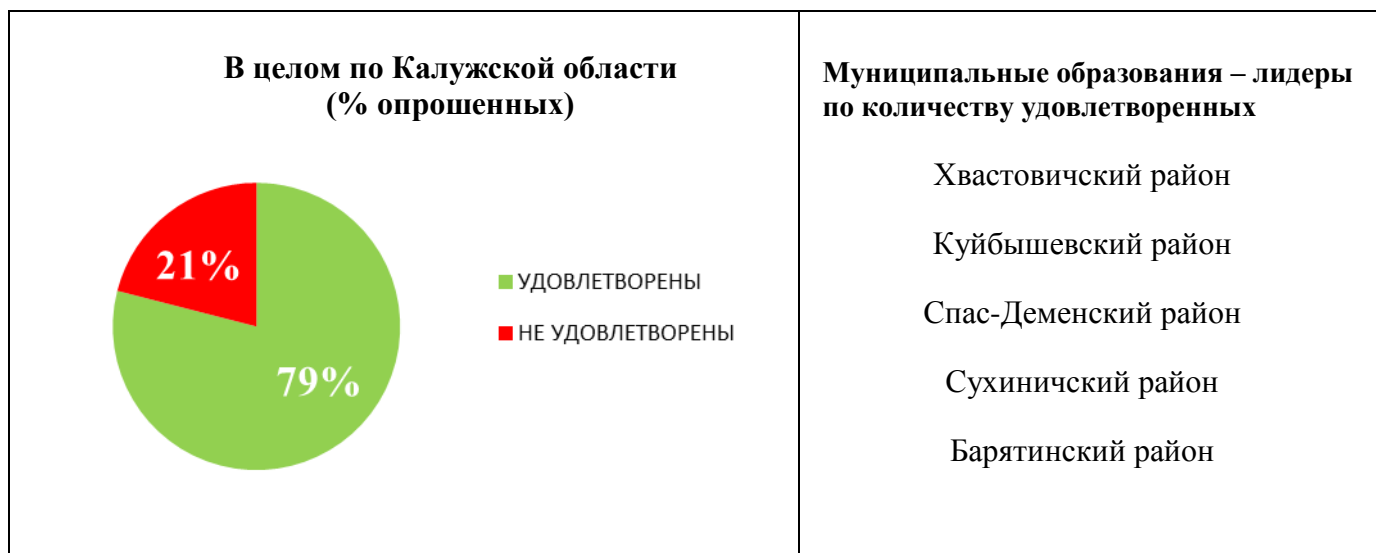 В целом по Калужской области
(% опрошенных)
21%
79%
УДОВЛЕТВОРЕНЫ
НЕ УДОВЛЕТВОРЕНЫ
Муниципальные образования – лидеры
по количеству удовлетворенных
Хвастовичский район
Куйбышевский район
Спас-Деменский район
Сухиничский район
Барятинский район